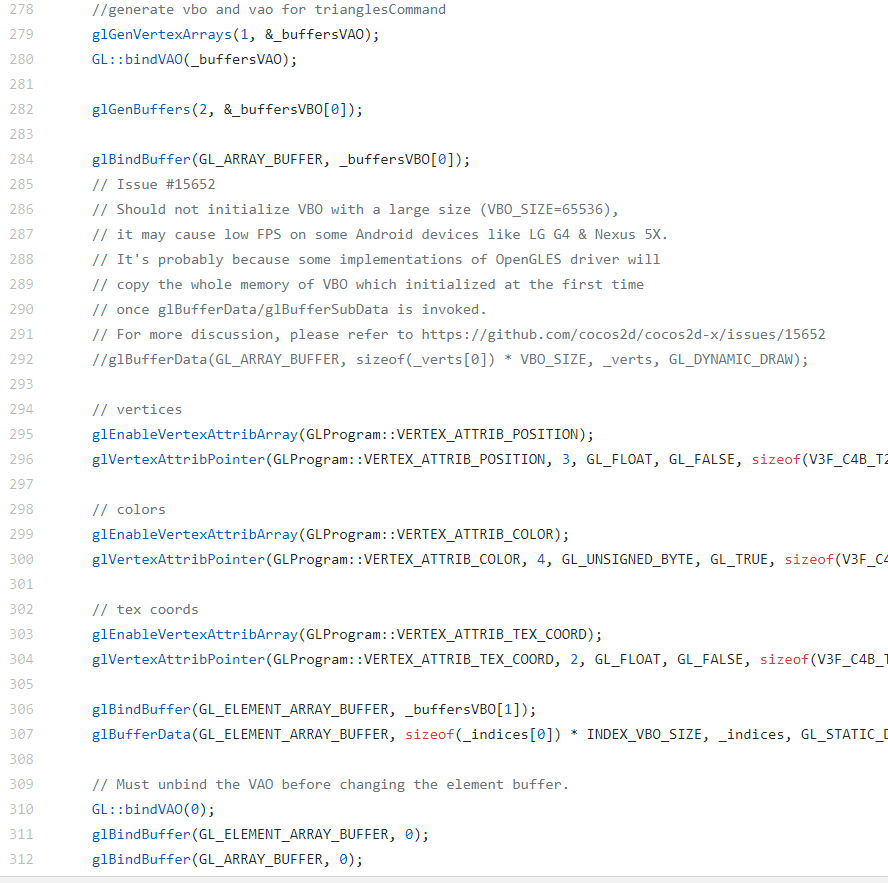 278 //generate vbo and vao for trianglesCommand
279 glGenVertexArrays(1, &_buffersVAO);
280 GL::bindVAO(_buffersVAO);
281
282 glGenBuffers(2, &_buffersVBO[0]);
283
284 glBindBuffer(GL_ARRAY_BUFFER, _buffersVBO[0]);
285 // Issue #15652
286 // Should not initialize VBO with a large size (VBO_SIZE=65536),
287 // it may cause low FPS on some Android devices like LG G4 & Nexus 5X.
288 // It's probably because some implementations of OpenGLES driver will
289 // copy the whole memory of VBO which initialized at the first time
290 // once glBufferData/glBufferSubData is invoked.
291 // For more discussion, please refer to https://github.com/cocos2d/cocos2d-x/issues/15652
292 //glBufferData(GL_ARRAY_BUFFER, sizeof(_verts[0]) * VBO_SIZE, _verts, GL_DYNAMIC_DRAW);
293
294 // vertices
295 glEnableVertexAttribArray(GLProgram::VERTEX_ATTRIB_POSITION);
296 glVertexAttribPointer(GLProgram::VERTEX_ATTRIB_POSITION, 3, GL_FLOAT, GL_FALSE, sizeof(V3F_C4B_T2
297
298 // colors
299 glEnableVertexAttribArray(GLProgram::VERTEX_ATTRIB_COLOR);
300 glVertexAttribPointer(GLProgram::VERTEX_ATTRIB_COLOR, 4, GL_UNSIGNED_BYTE, GL_TRUE, sizeof(V3F_C4
301
302 // tex coords
303 glEnableVertexAttribArray(GLProgram::VERTEX_ATTRIB_TEX_COORD);
304 glVertexAttribPointer(GLProgram::VERTEX_ATTRIB_TEX_COORD, 2, GL_FLOAT, GL_FALSE, sizeof(V3F_C4B_T
305
306 glBindBuffer(GL_ELEMENT_ARRAY_BUFFER, _buffersVBO[1]);
307 glBufferData(GL_ELEMENT_ARRAY_BUFFER, sizeof(_indices[0]) * INDEX_VBO_SIZE, _indices, GL_STATIC_D
308
309 // Must unbind the VAO before changing the element buffer.
310 GL::bindVAO(0);
311 glBindBuffer(GL_ELEMENT_ARRAY_BUFFER, 0);
312 glBindBuffer(GL_ARRAY_BUFFER, 0);